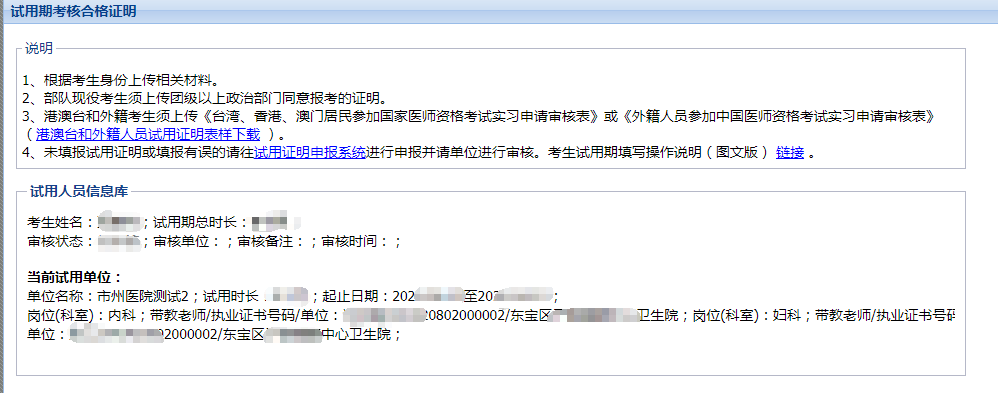 试用期考核合格证明
说明
1、根据考生身份上传相关材料。
2、部队现役考生须上传团级以上政治部门同意报考的证明。
3、港澳台和外籍考生须上传《台湾、香港、澳门居民参加国家医师资格考试实习申请审核表》或《外籍人员参加中国医师资格考试实习申请审核表》
（港澳台和外籍人员试用证明表样下载 ）。
4、未填报试用证明或填报有误的请往试用证明申报系统进行申报并请单位进行审核。考生试用期填写操作说明（图文版） 链接 。
试用人员信息库
考生姓名：；试用期总时长：；
审核状态：；审核单位：；审核备注：；审核时间：；
当前试用单位：
单位名称：市州医院测试2；试用时长：；起止日期：202至202；
岗位(科室)：内科；带教老师/执业证书号码/单位：20802000002/东宝区卫生院；岗位(科室)：妇科；带教老师/执业证书号码
单位：02000002/东宝区中心卫生院；